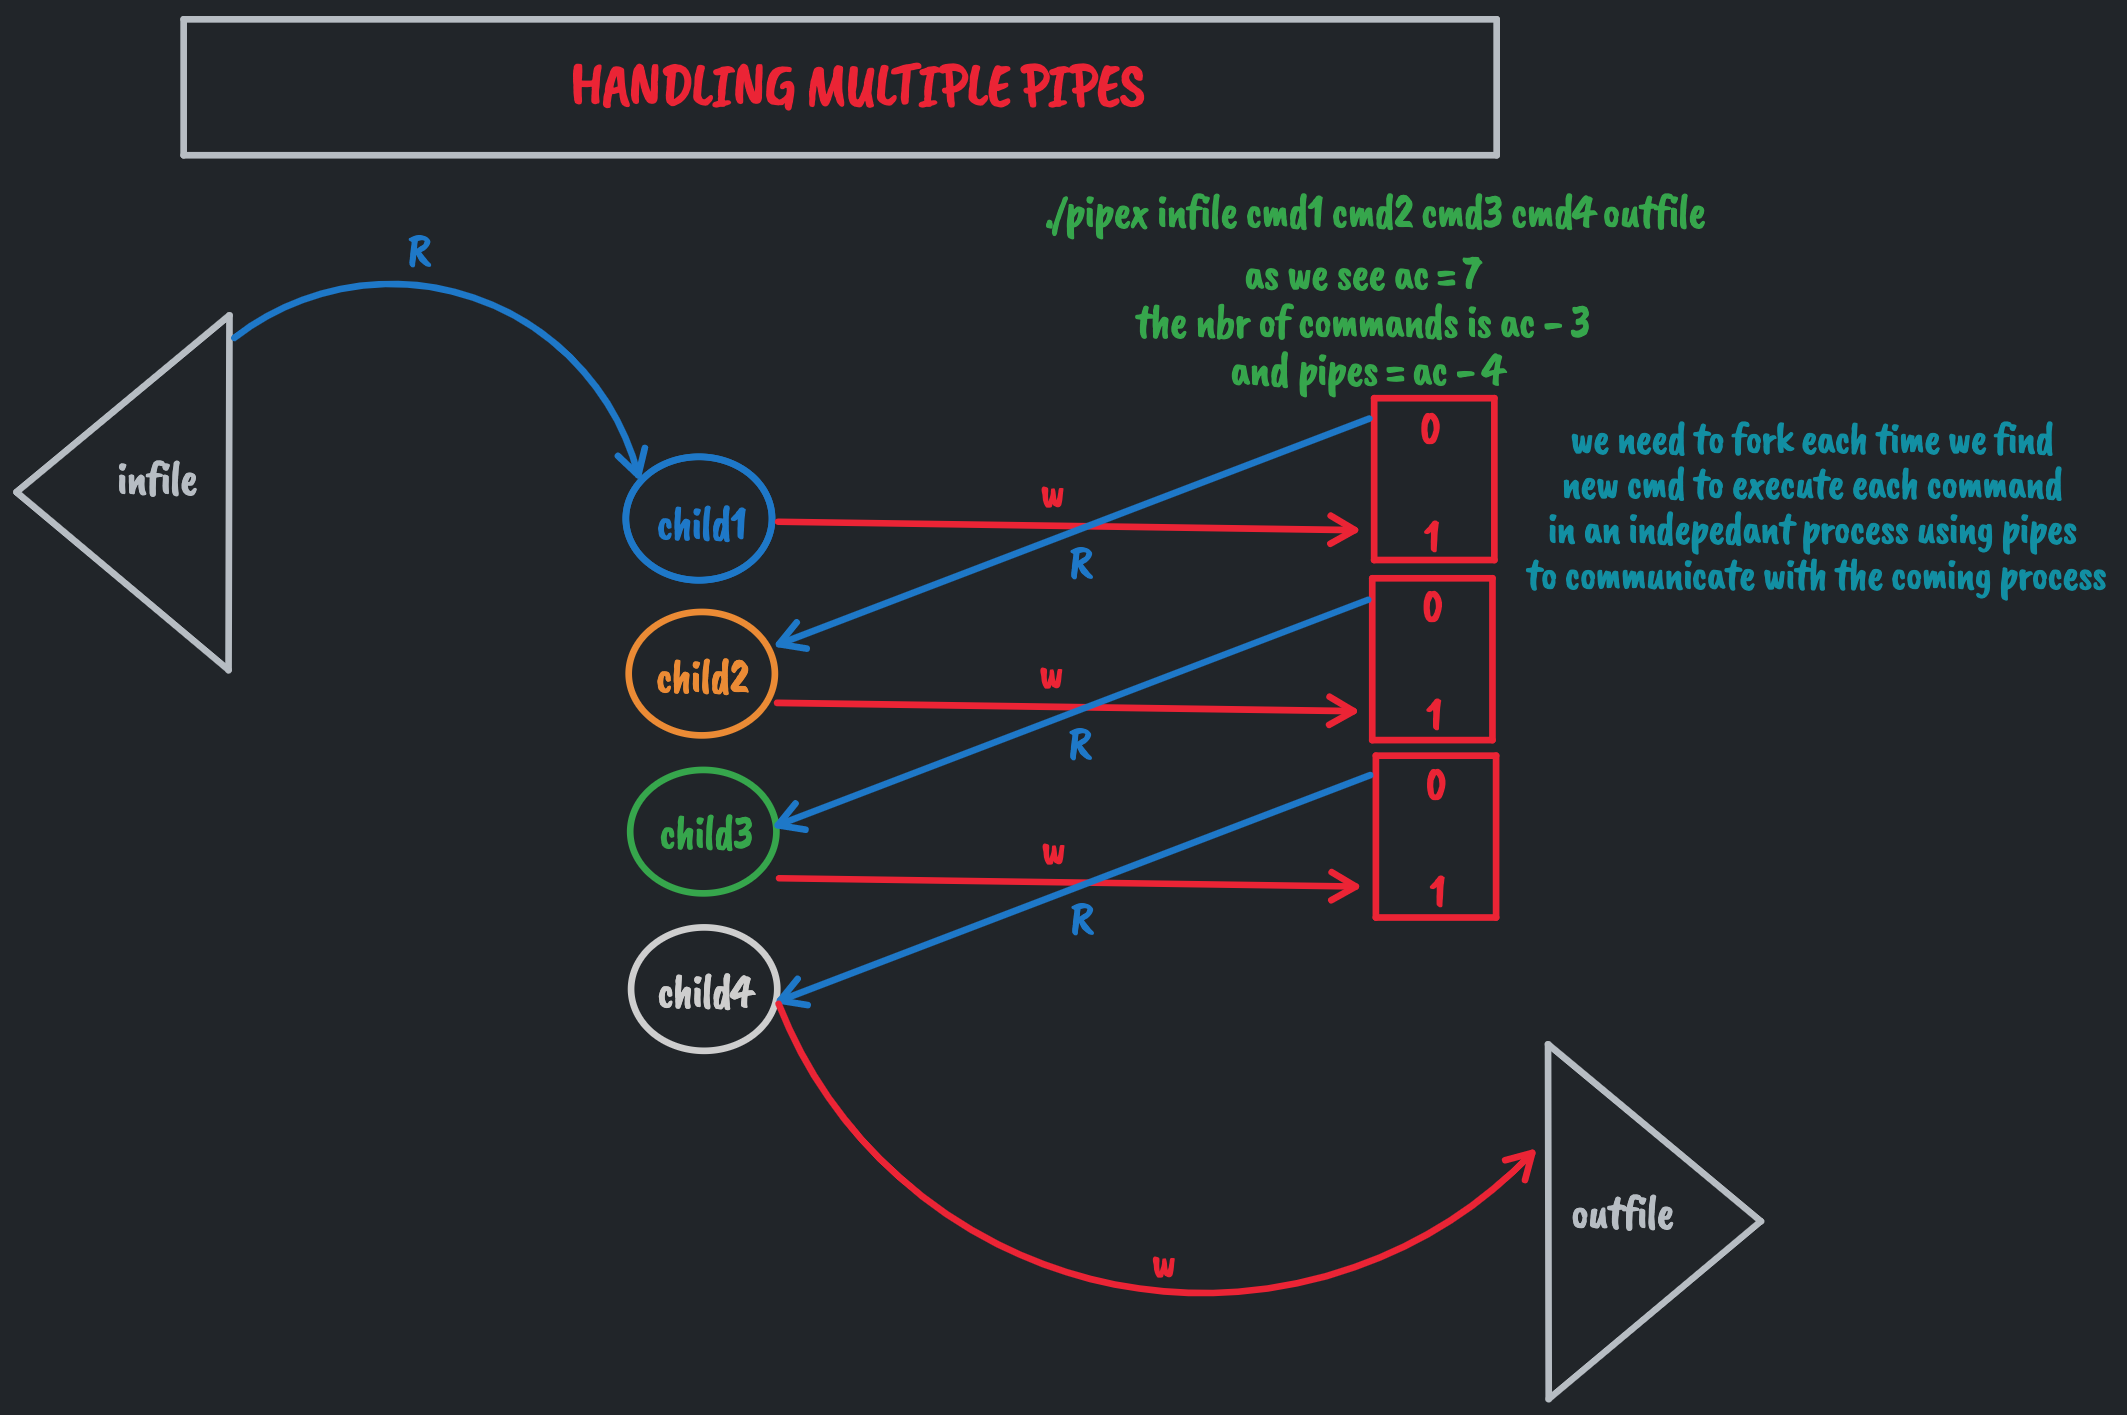 HANDLING MULTIPLE PIPES
./pipex infile cmd1 cmd2 cmd3 cmd4 outfile
as we see ac = 7
the nbr of commands is ac - 3
and pipes = ac - 4
R
infile
0
we need to fork each time we find
new cmd to execute each command
in an indepedant process using pipes
to communicate with the coming process
child1
w
1
R
0
child2
w
1
R
0
child3
w
1
R
child4
outfile
w